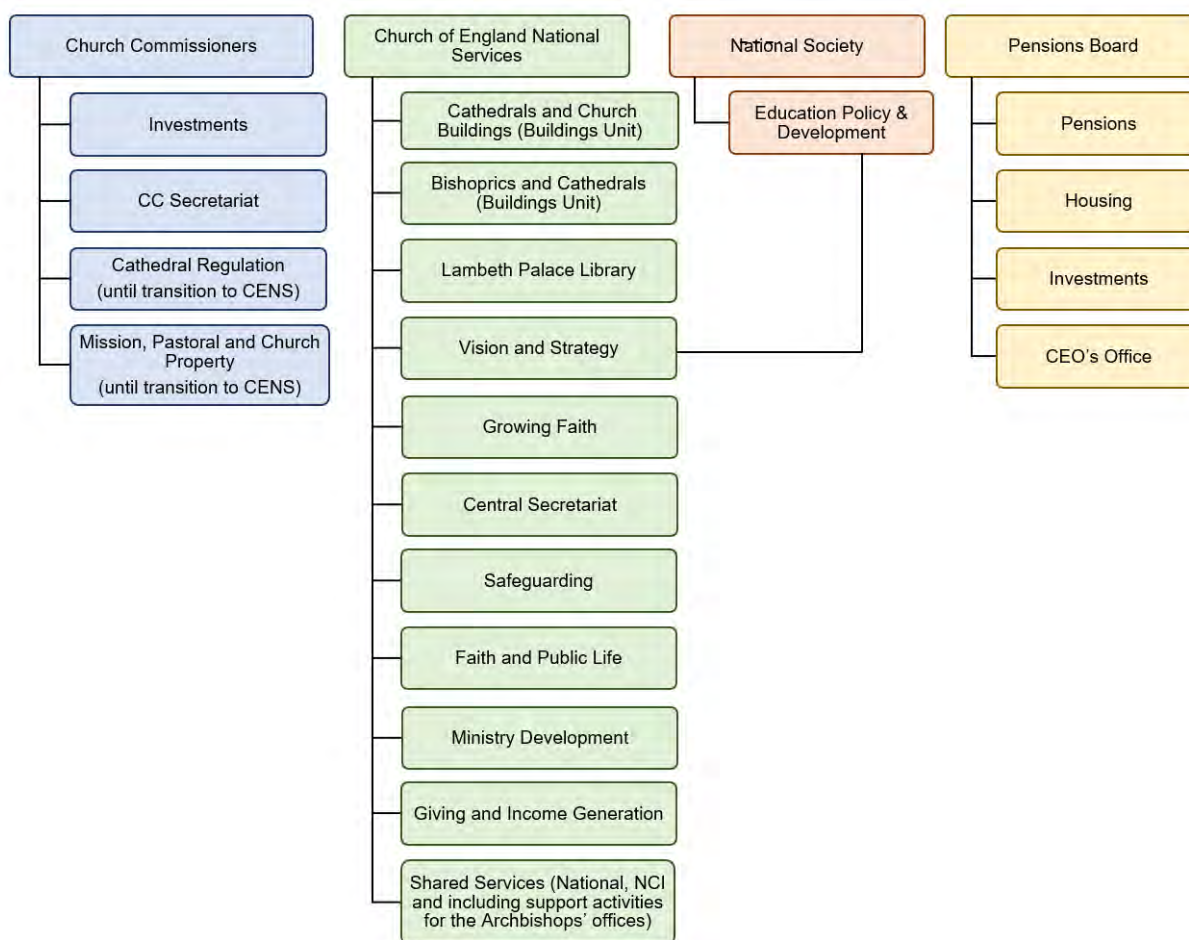 Church Commissioners
Investments
CC Secretariat
Cathedral Regulation
(until transition to CENS)
Mission, Pastoral and Church
Property
(until transition to CENS)
Church of England National
Services
Cathedrals and Church
Buildings (Buildings Unit)
Bishoprics and Cathedrals
(Buildings Unit)
Lambeth Palace Library
Vision and Strategy
Growing Faith
Central Secretariat
Safeguarding
Faith and Public Life
Ministry Development
Giving and Income Generation
Shared Services (National, NCI
and including support activities
for the Archbishops’ offices)
National Society
Education Policy &
Development
Pensions Board
Pensions
Housing
Investments
CEO’s Office